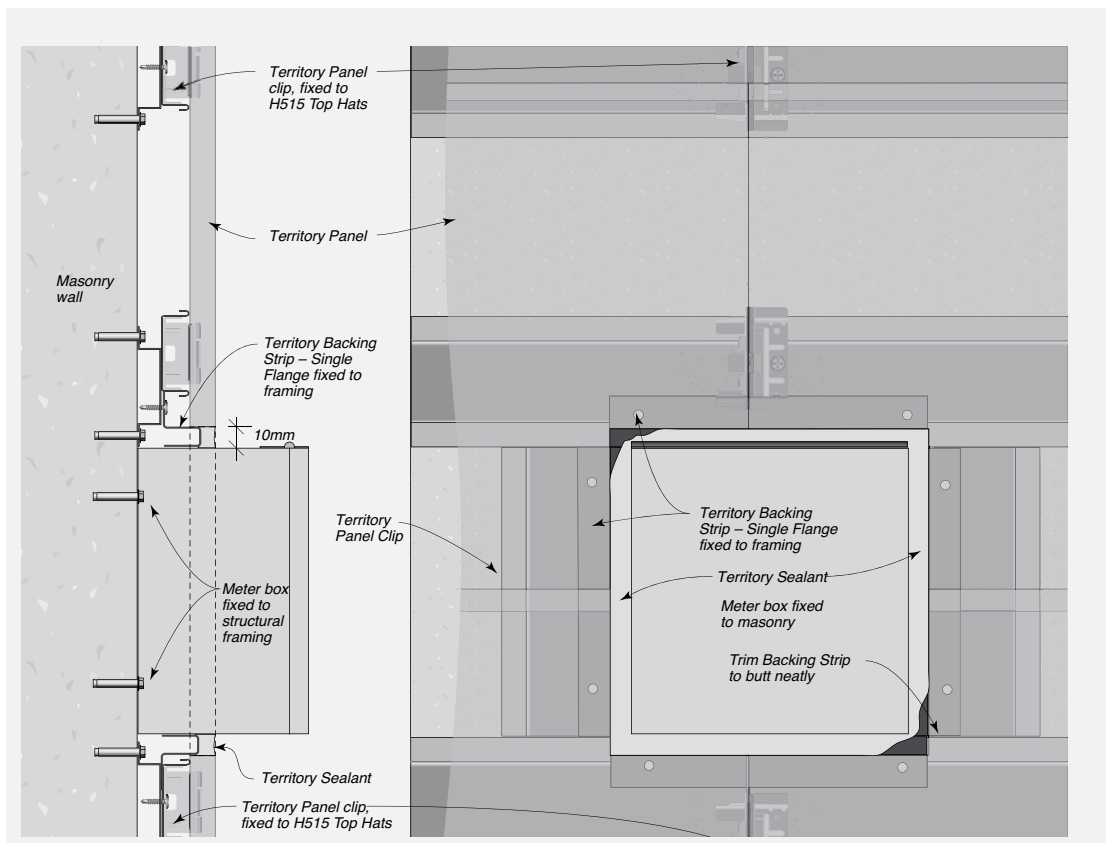 Territory Panel
clip, fixed to
H515 Top Hats
Territory Panel
Masonry
wall
Territory Backing
Strip – Single
Flange fixed to
framing
10mm
Territory
Panel Clip
Territory Backing
Strip – Single Flange
fixed to framing
Territory Sealant
Meter box fixed
to masonry
Meter box
fixed to
structural
framing
Trim Backing Strip
to butt neatly
Territory Sealant
Territory Panel clip,
fixed to H515 Top Hats